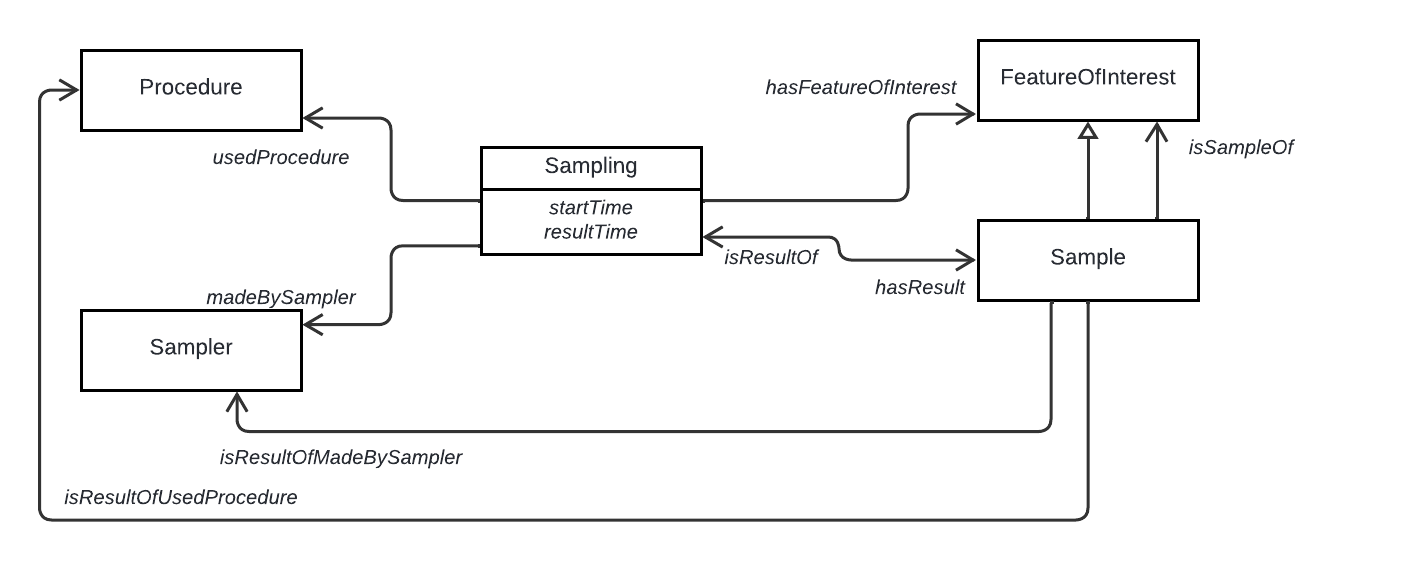 Procedure
FeatureOfInterest
hasFeatureOfInterest
usedProcedure
isSampleOf
Sampling
startTime
resultTime
isResultOf
Sample
hasResult
madeBySampler
Sampler
isResultOfMadeBySampler
isResultOfUsedProcedure